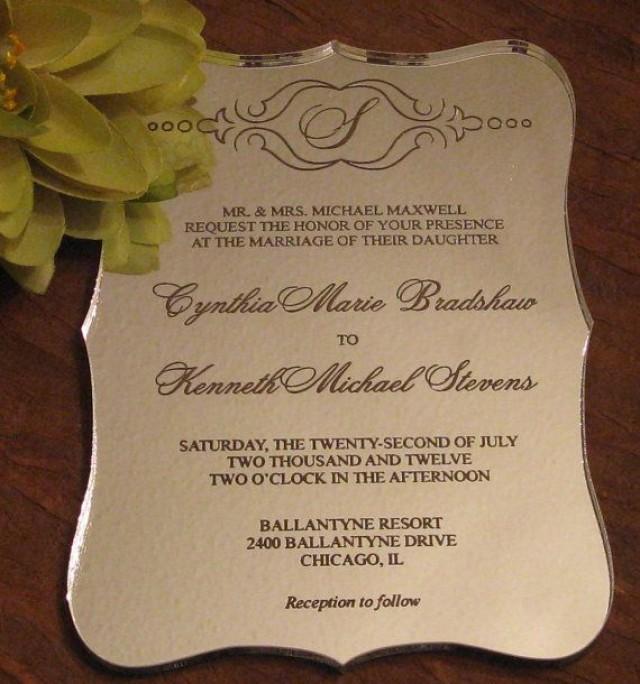 S
MR. & MRS. MICHAEL MAXWELL
REQUEST THE HONOR OF YOUR PRESENCE
AT THE MARRIAGE OF THEIR DAUGHTER
Cynthia Marie Bradshaw
TO
Kenneth Michael Stevens
SATURDAY, THE TWENTY-SECOND OF JULY
TWO THOUSAND AND TWELVE
TWO O'CLOCK IN THE AFTERNOON
BALLANTYNE RESORT
2400 BALLANTYNE DRIVE
CHICAGO, IL
Reception to follow